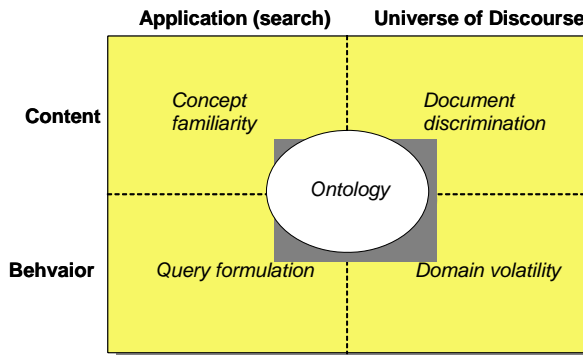 Application (search) Universe of Discourse
Content
Concept
familiarity
Document
discrimination
Ontology
Behvaior
Query formulation
Domain volatility